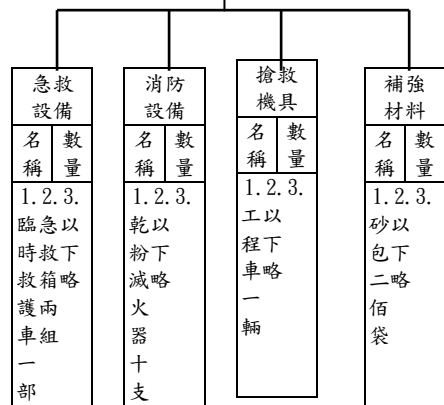 急救
設備
名稱
數量
1.2.3.
臨時救護車一部
急救箱兩組
以下略
消防
設備
名稱
數量
1.2.3.
乾粉滅火器十支
以下略
搶救
機具
名稱
數量
1.2.3.
工程車一輛
以下略
補強
材料
名稱
數量
1.2.3.
砂包二佰袋
以下略